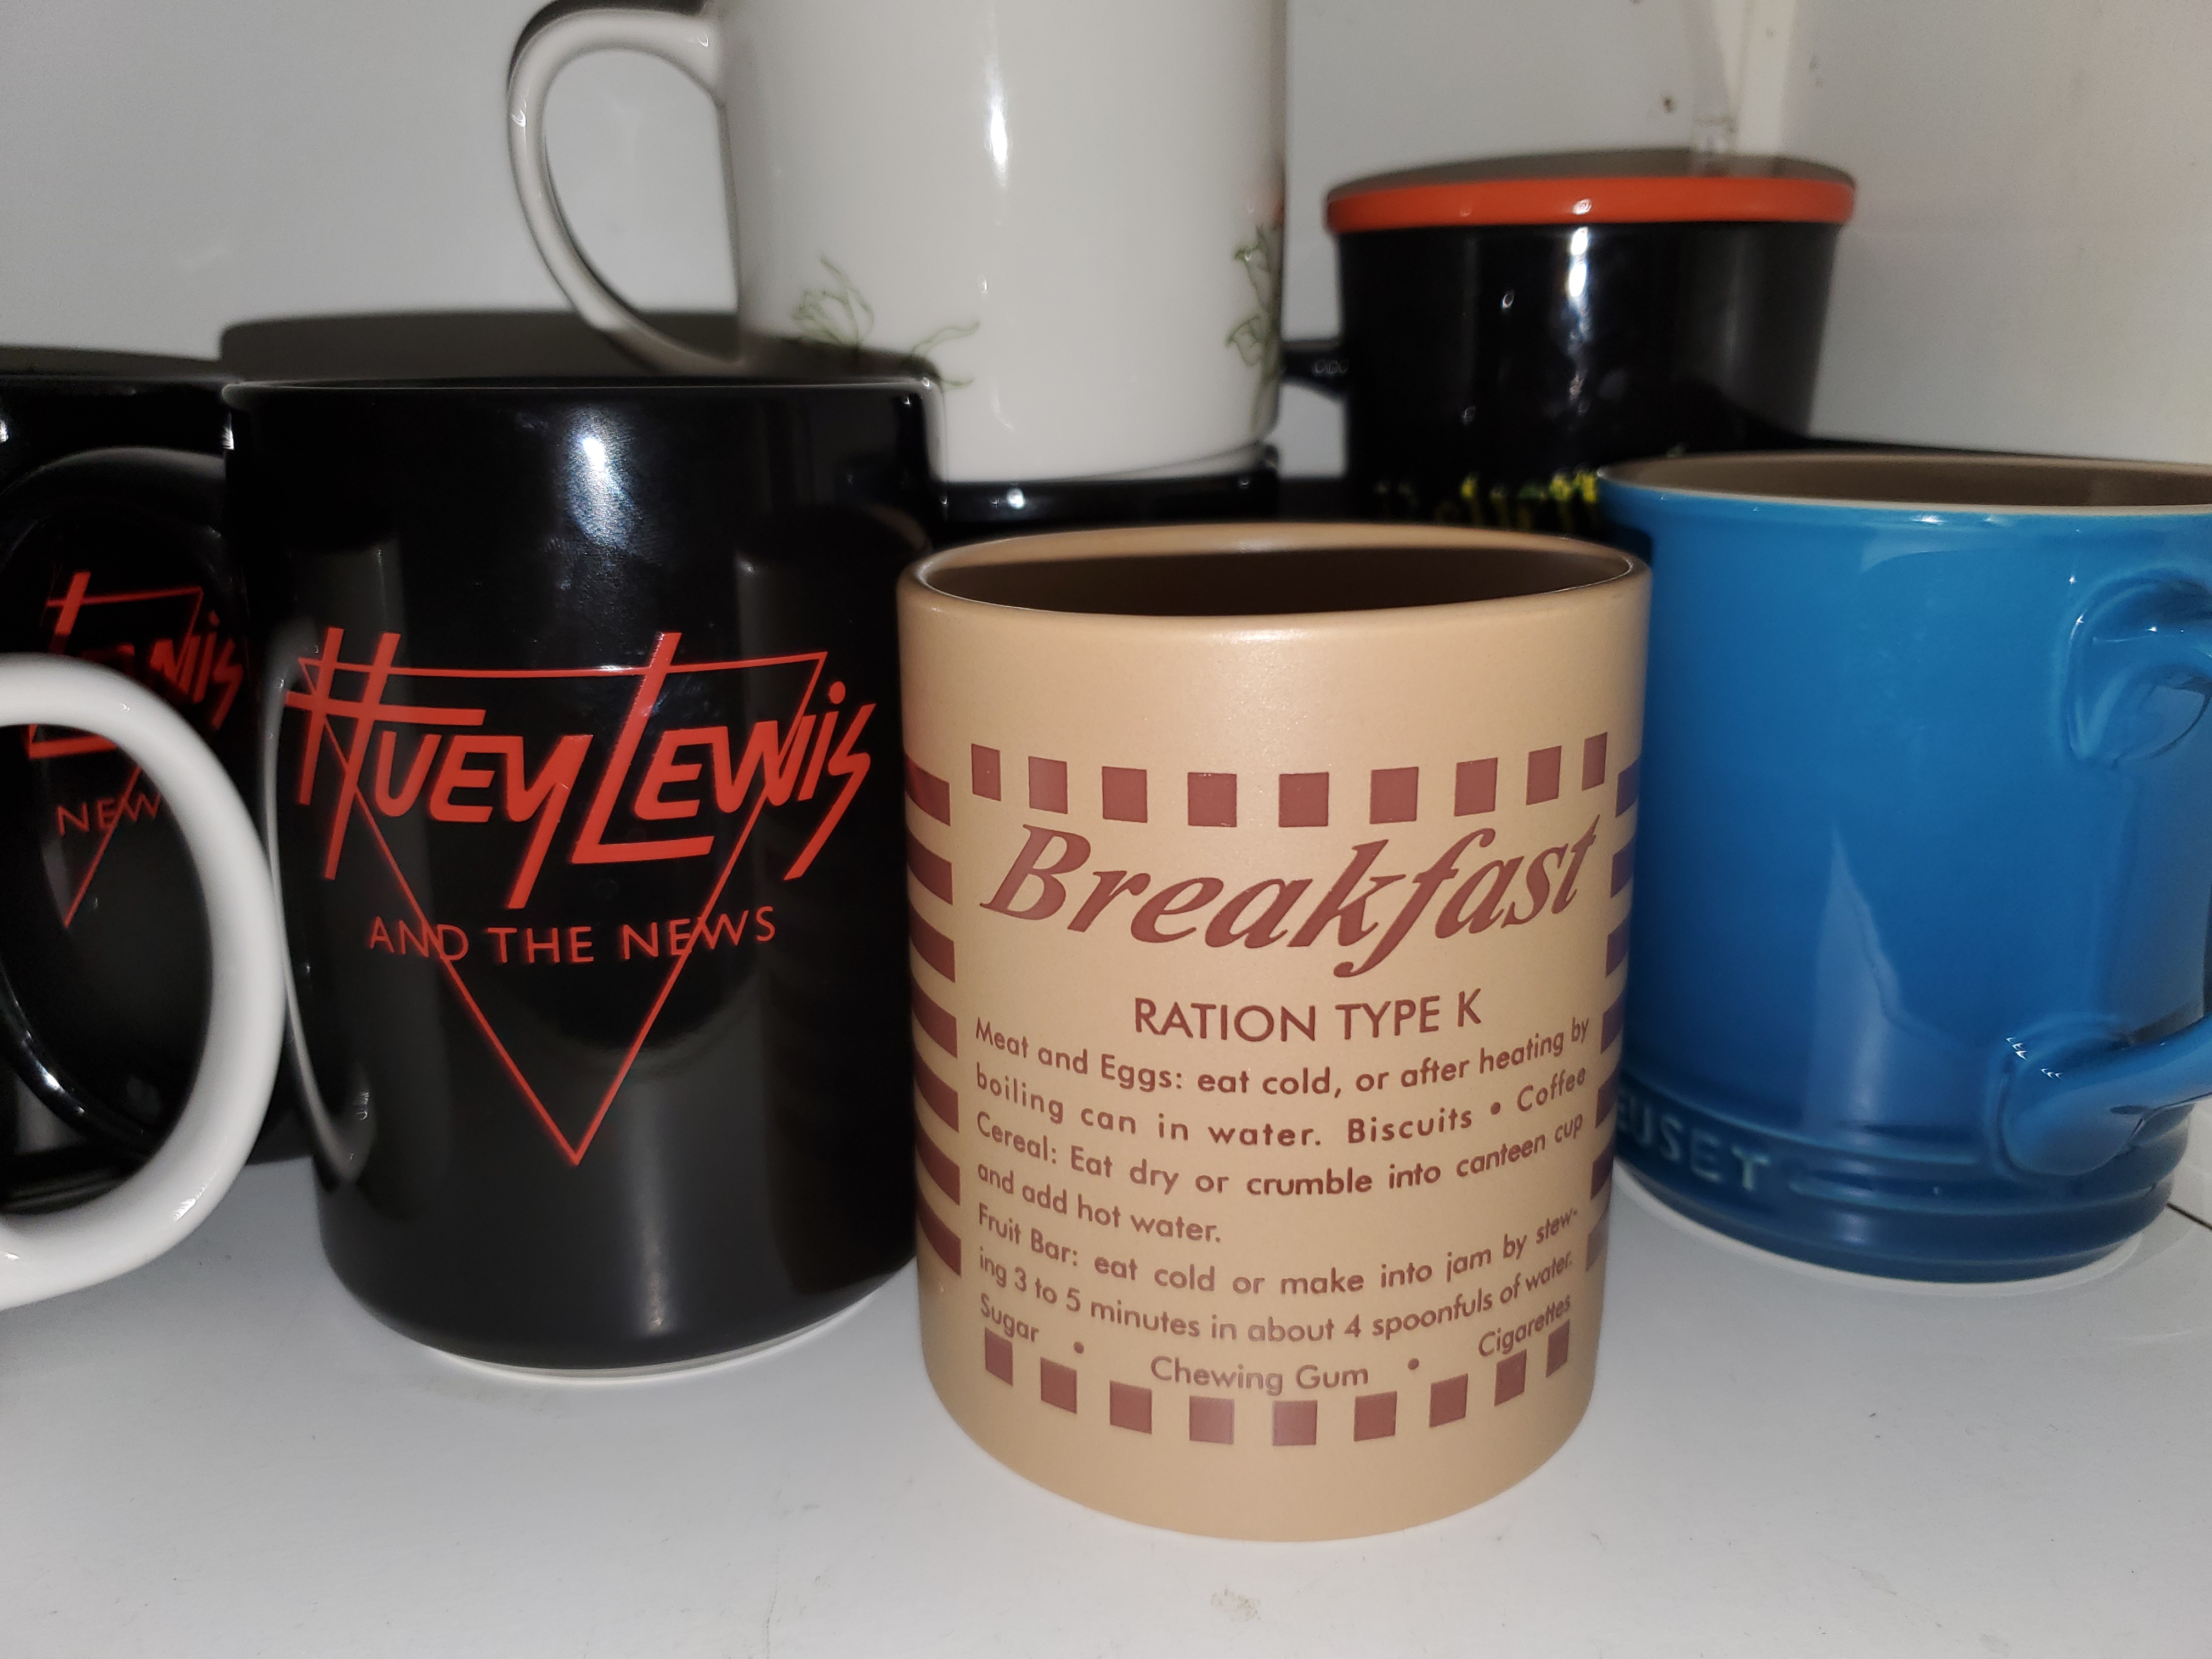 HUEY LEWIS
AND THE NEWS
Lewis
NEW
Breakfast
RATION TYPE K
Meat and Eggs: eat cold, or after heating by
boiling can in water. Biscuits • Coffee
Cereal: Eat dry or crumble into canteen cup
and add hot water.
Fruit Bar: eat cold or make into jam by stew-
ing 3 to 5 minutes in about 4 spoonfuls of water.
Sugar • Chewing Gum • Cigarettes
EUSET